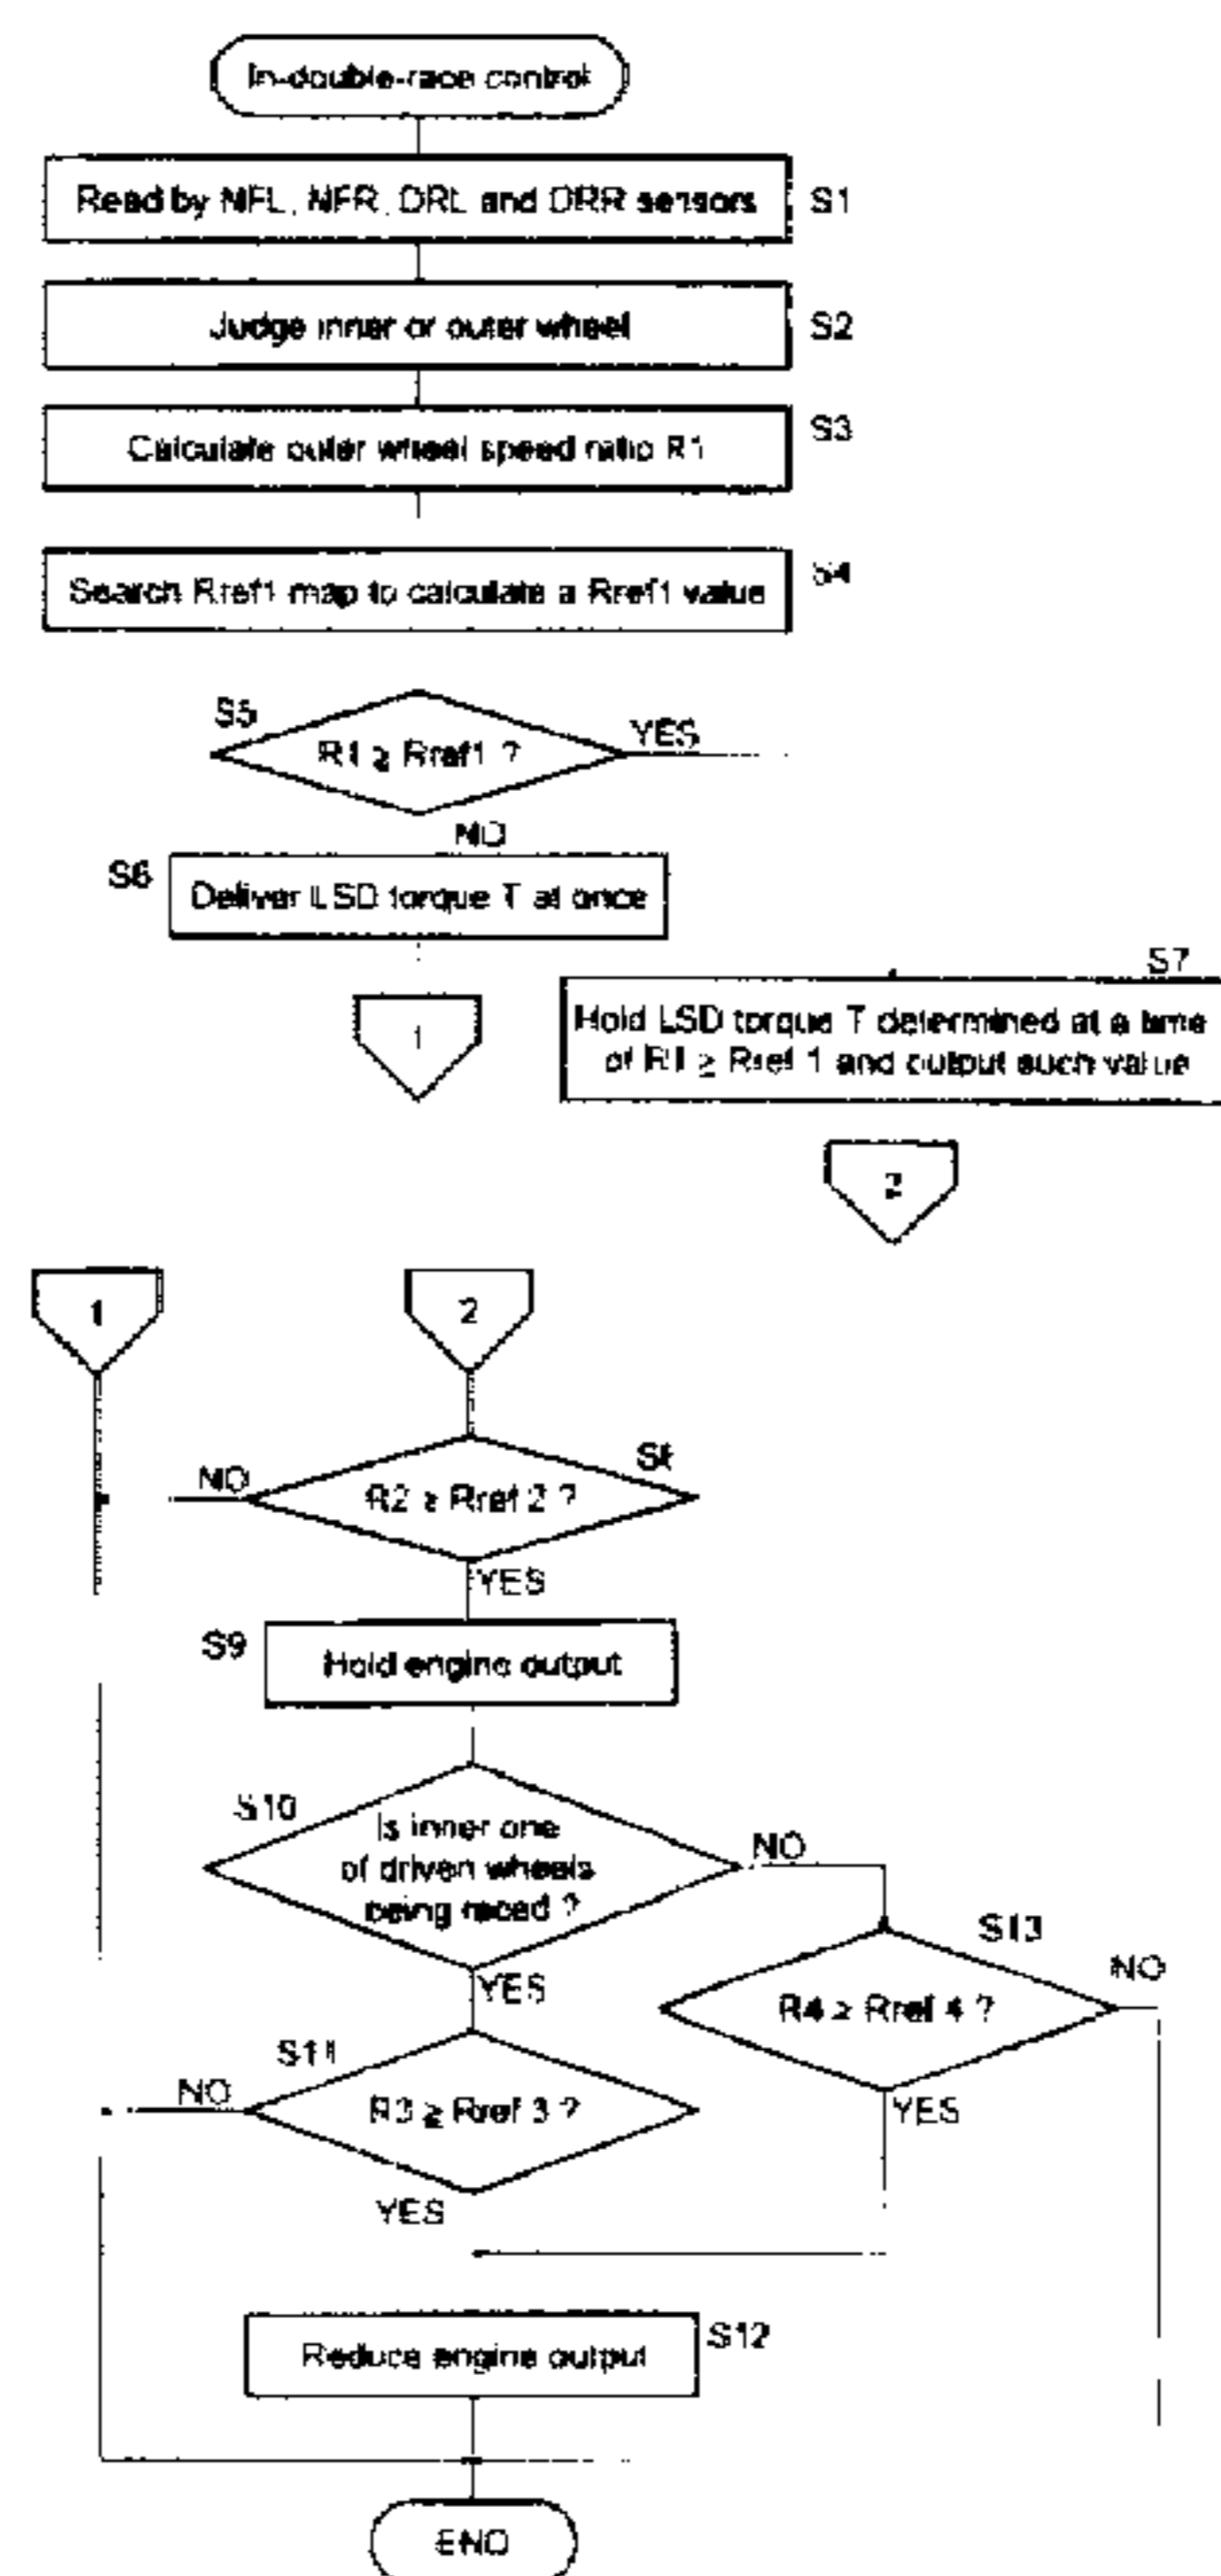 In-double-race control
Read by NFL, NFR, DRL and DRR sensors
S1
Judge inner or outer wheel
S2
Calculate outer wheel speed ratio R1
S3
Search Rref1 map to calculate a Rref1 value
S4
S5
R1 ≧ Rref1 ?
YES
NO
S6
Deliver LSD torque T at once
1
S7
Hold LSD torque T determined at a time
of R1 ≧ Rref 1 and output such value
2
1
2
S8
NO
R2 ≧ Rref 2 ?
YES
S9
Hold engine output
S10
Is inner one
of driven wheels
being raced ?
NO
YES
S13
R4 ≧ Rref 4 ?
NO
YES
S11
NO
R3 ≧ Rref 3 ?
YES
Reduce engine output
S12
END